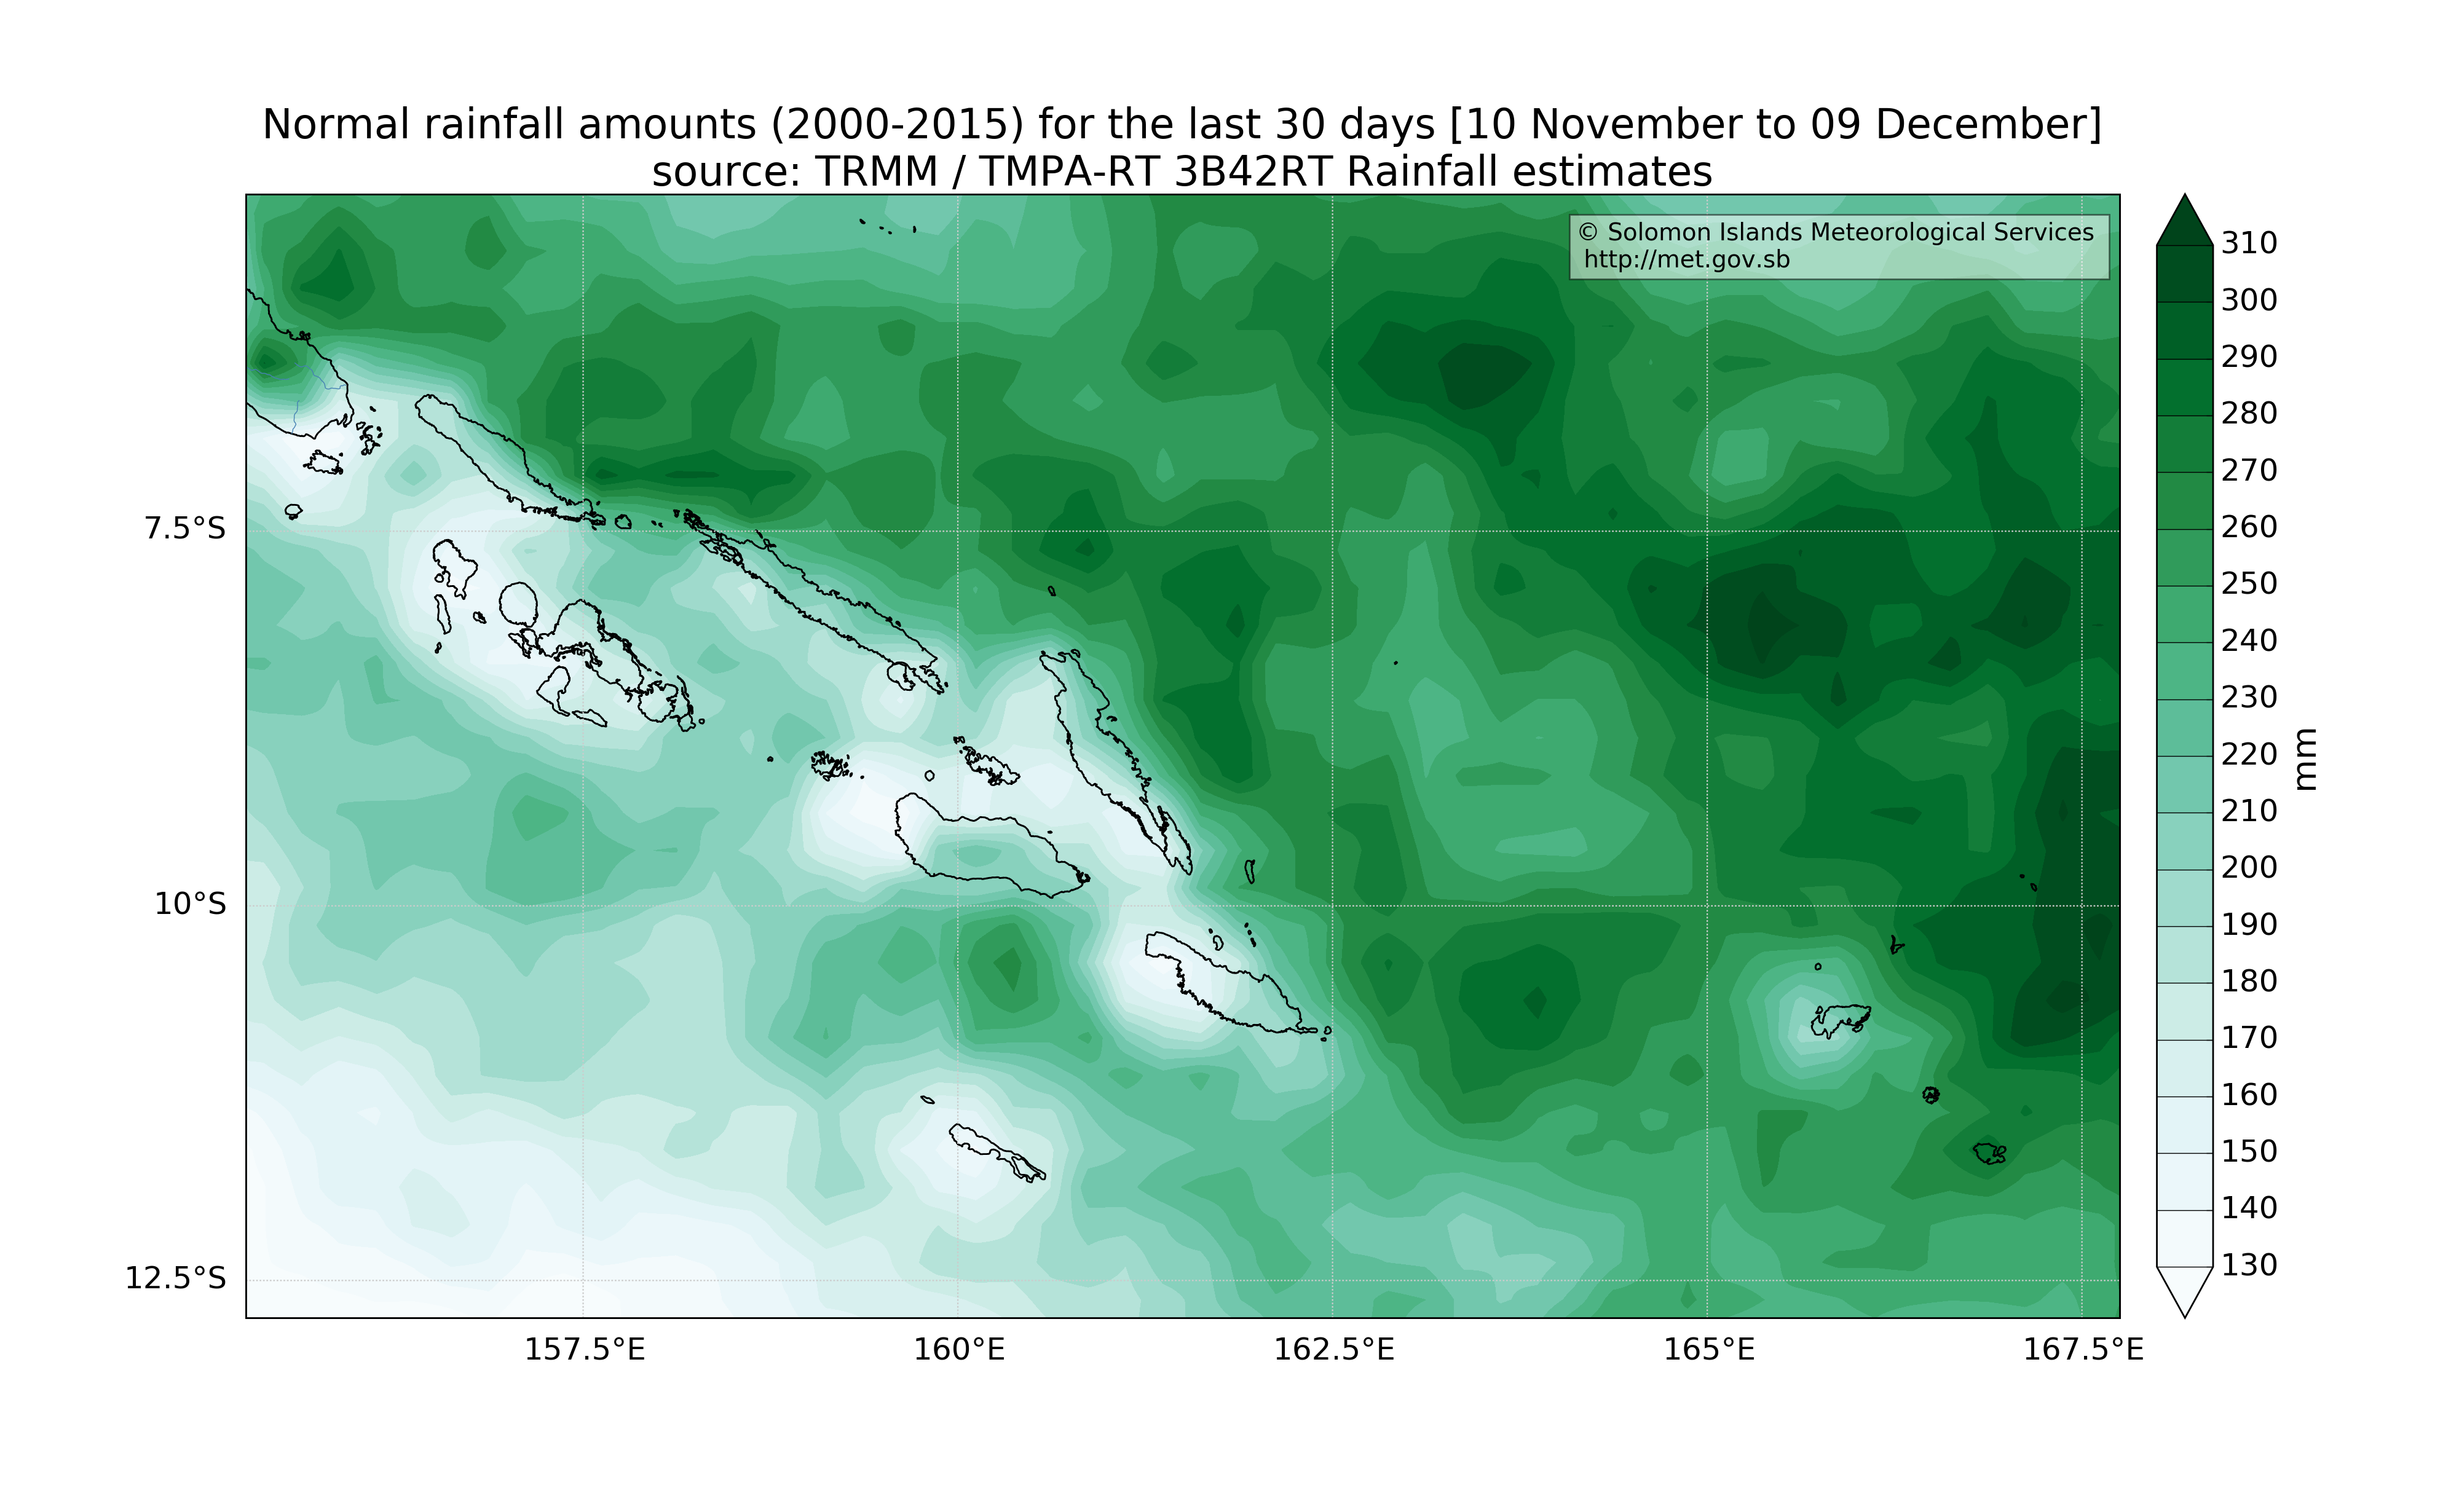 Normal rainfall amounts (2000-2015) for the last 30 days [10 November to 09 December]
source: TRMM / TMPA-RT 3B42RT Rainfall estimates
© Solomon Islands Meteorological Services
http://met.gov.sb
7.5°S
10°S
12.5°S
157.5°E
160°E
162.5°E
165°E
167.5°E
310
300
290
280
270
260
250
240
230
220
210
200
190
180
170
160
150
140
130
mm